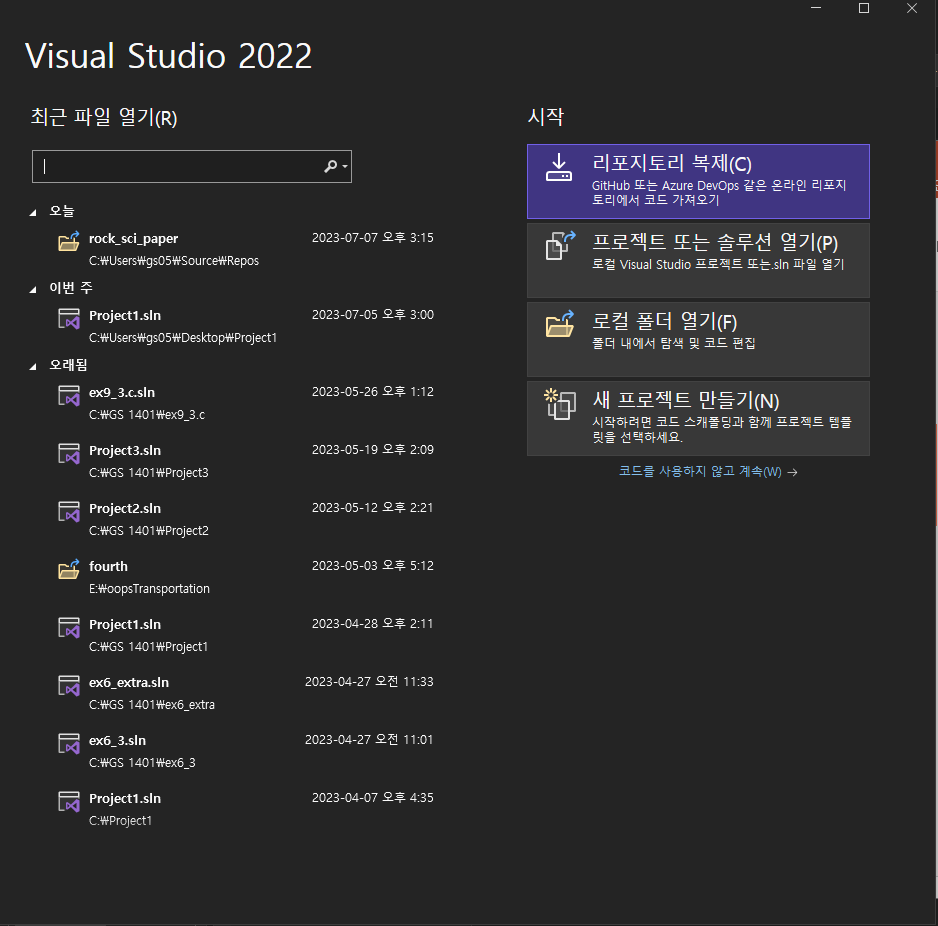 Visual Studio 2022
최근 파일 열기(R)
오늘
rock_sci_paper 2023-07-07 오후 3:15
C:₩Users₩gs05₩Source₩Repos
이번 주
Project1.sln 2023-07-05 오후 3:00
C:₩Users₩gs05₩Desktop₩Project1
오래됨
ex9_3.c.sln 2023-05-26 오후 1:12
C:₩GS 1401₩ex9_3.c
Project3.sln 2023-05-19 오후 2:09
C:₩GS 1401₩Project3
Project2.sln 2023-05-12 오후 2:21
C:₩GS 1401₩Project2
fourth 2023-05-03 오후 5:12
E:₩oopsTransportation
Project1.sln 2023-04-28 오후 2:11
C:₩GS 1401₩Project1
ex6_extra.sln 2023-04-27 오전 11:33
C:₩GS 1401₩ex6_extra
ex6_3.sln 2023-04-27 오전 11:01
C:₩GS 1401₩ex6_3
Project1.sln 2023-04-07 오후 4:35
C:₩Project1
시작
리포지토리 복제(C)
GitHub 또는 Azure DevOps 같은 온라인 리포지
토리에서 코드 가져오기
프로젝트 또는 솔루션 열기(P)
로컬 Visual Studio 프로젝트 또는.sln 파일 열기
로컬 폴더 열기(F)
폴더 내에서 탐색 및 코드 편집
새 프로젝트 만들기(N)
시작하려면 코드 스캐폴딩과 함께 프로젝트 템플
릿을 선택하세요.
코드를 사용하지 않고 계속(W) →